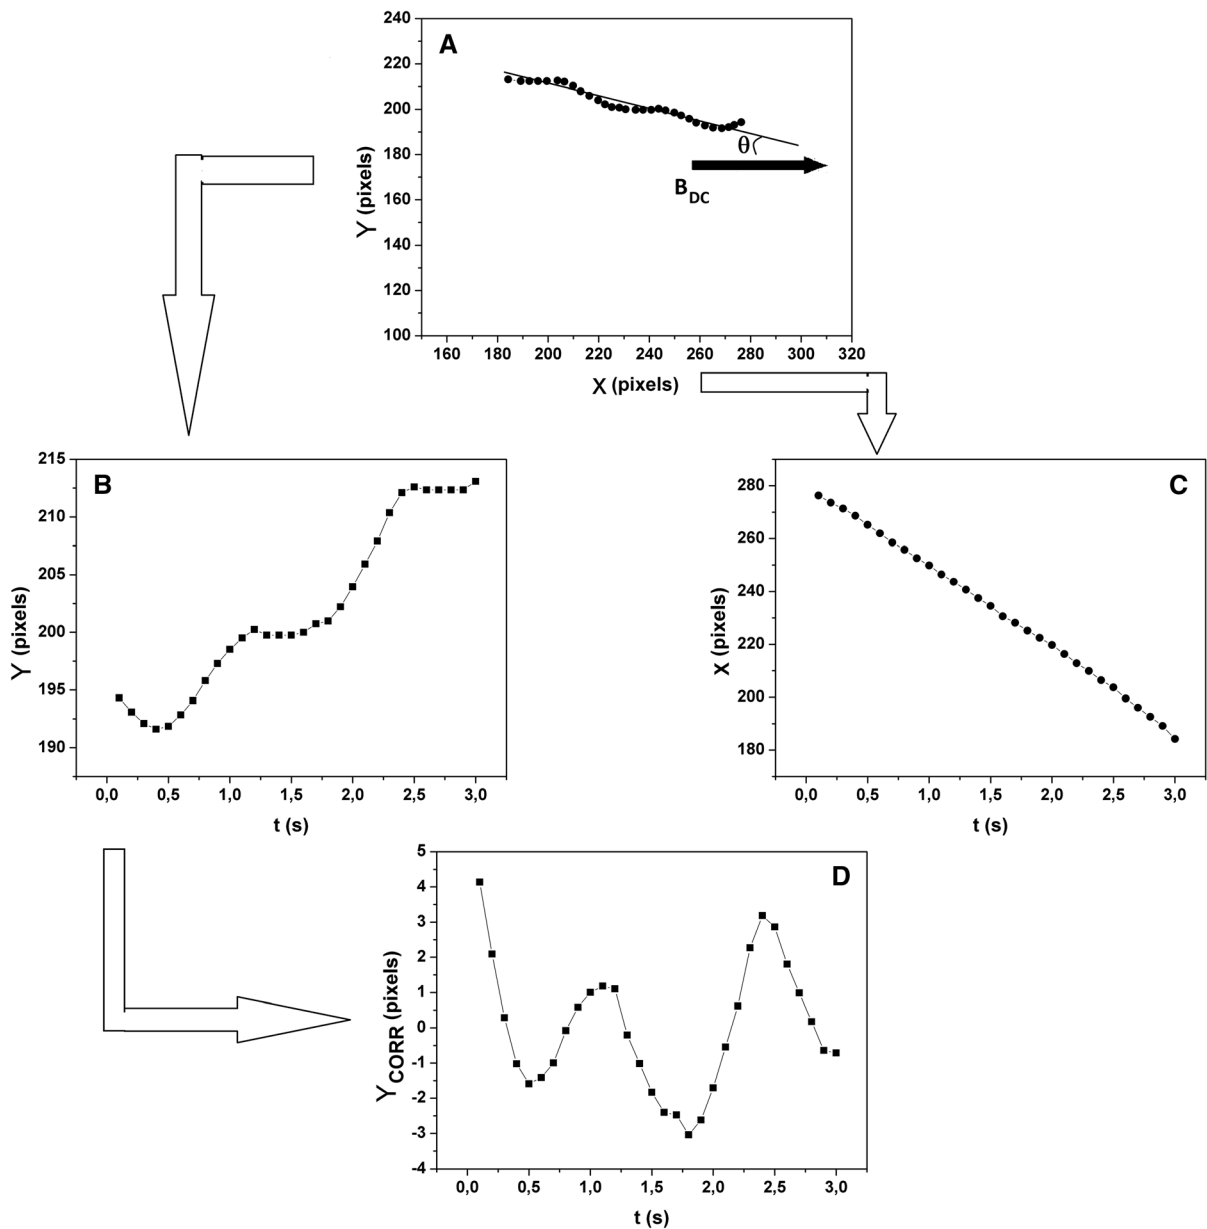 A
240
220
200
180
160
140
120
100
Y (pixels)
θ
B_DC
160 180 200 220 240 260 280 300 320
X (pixels)
B
215
210
205
200
195
190
Y (pixels)
0,0 0,5 1,0 1,5 2,0 2,5 3,0
t (s)
C
280
260
240
220
200
180
X (pixels)
0,0 0,5 1,0 1,5 2,0 2,5 3,0
t (s)
D
5
4
3
2
1
0
-1
-2
-3
-4
Y_CORR (pixels)
0,0 0,5 1,0 1,5 2,0 2,5 3,0
t (s)